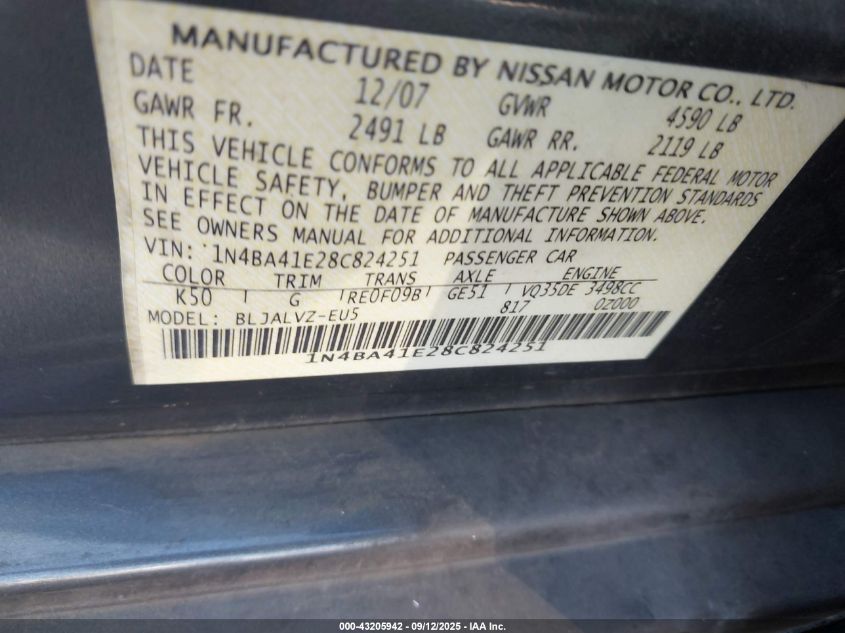 MANUFACTURED BY NISSAN MOTOR CO., LTD.
DATE 12/07 GVWR 4590 LB
GAWR FR. 2491 LB GAWR RR. 2119 LB
THIS VEHICLE CONFORMS TO ALL APPLICABLE FEDERAL MOTOR
VEHICLE SAFETY, BUMPER AND THEFT PREVENTION STANDARDS
IN EFFECT ON THE DATE OF MANUFACTURE SHOWN ABOVE.
SEE OWNERS MANUAL FOR ADDITIONAL INFORMATION.
VIN: 1N4BA41E28C824251 PASSENGER CAR
COLOR TRIM TRANS AXLE ENGINE
K50 G RE0F09B GE51 VQ35DE 3498CC
MODEL: BLJALVZ-EU5 817 0Z000
1N4BA41E28C824251
000-43205942 - 09/12/2025 - IAA Inc.